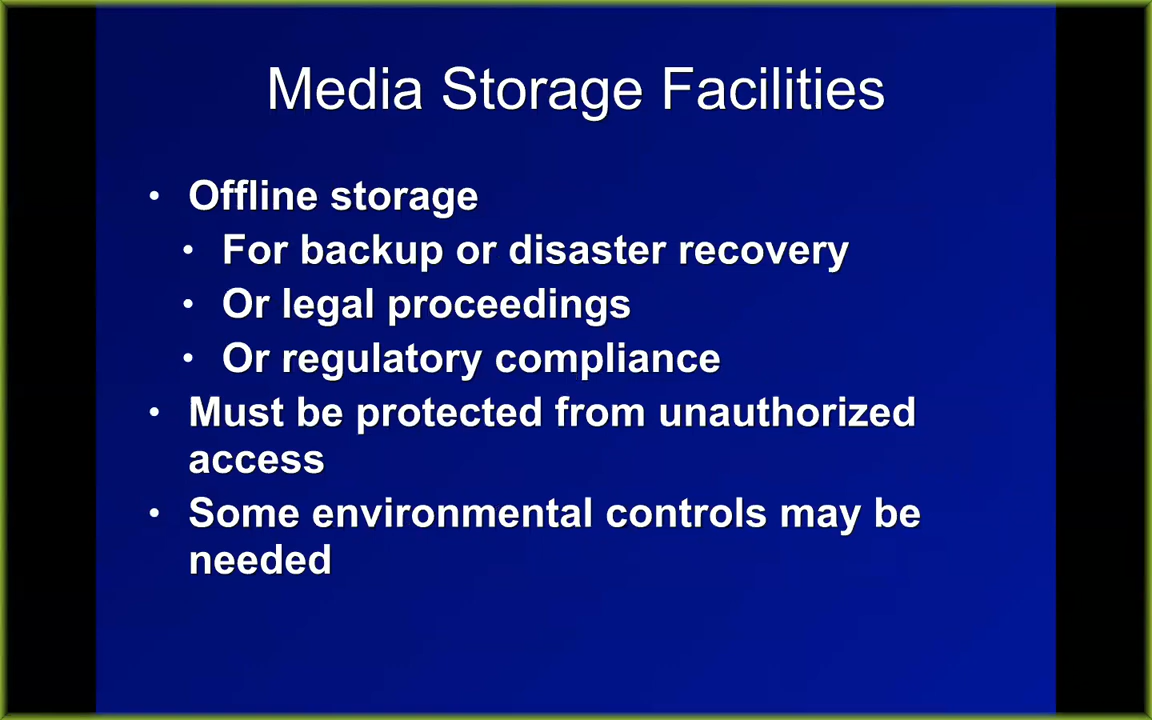 Media Storage Facilities
• Offline storage
• For backup or disaster recovery
• Or legal proceedings
• Or regulatory compliance
• Must be protected from unauthorized
access
• Some environmental controls may be
needed